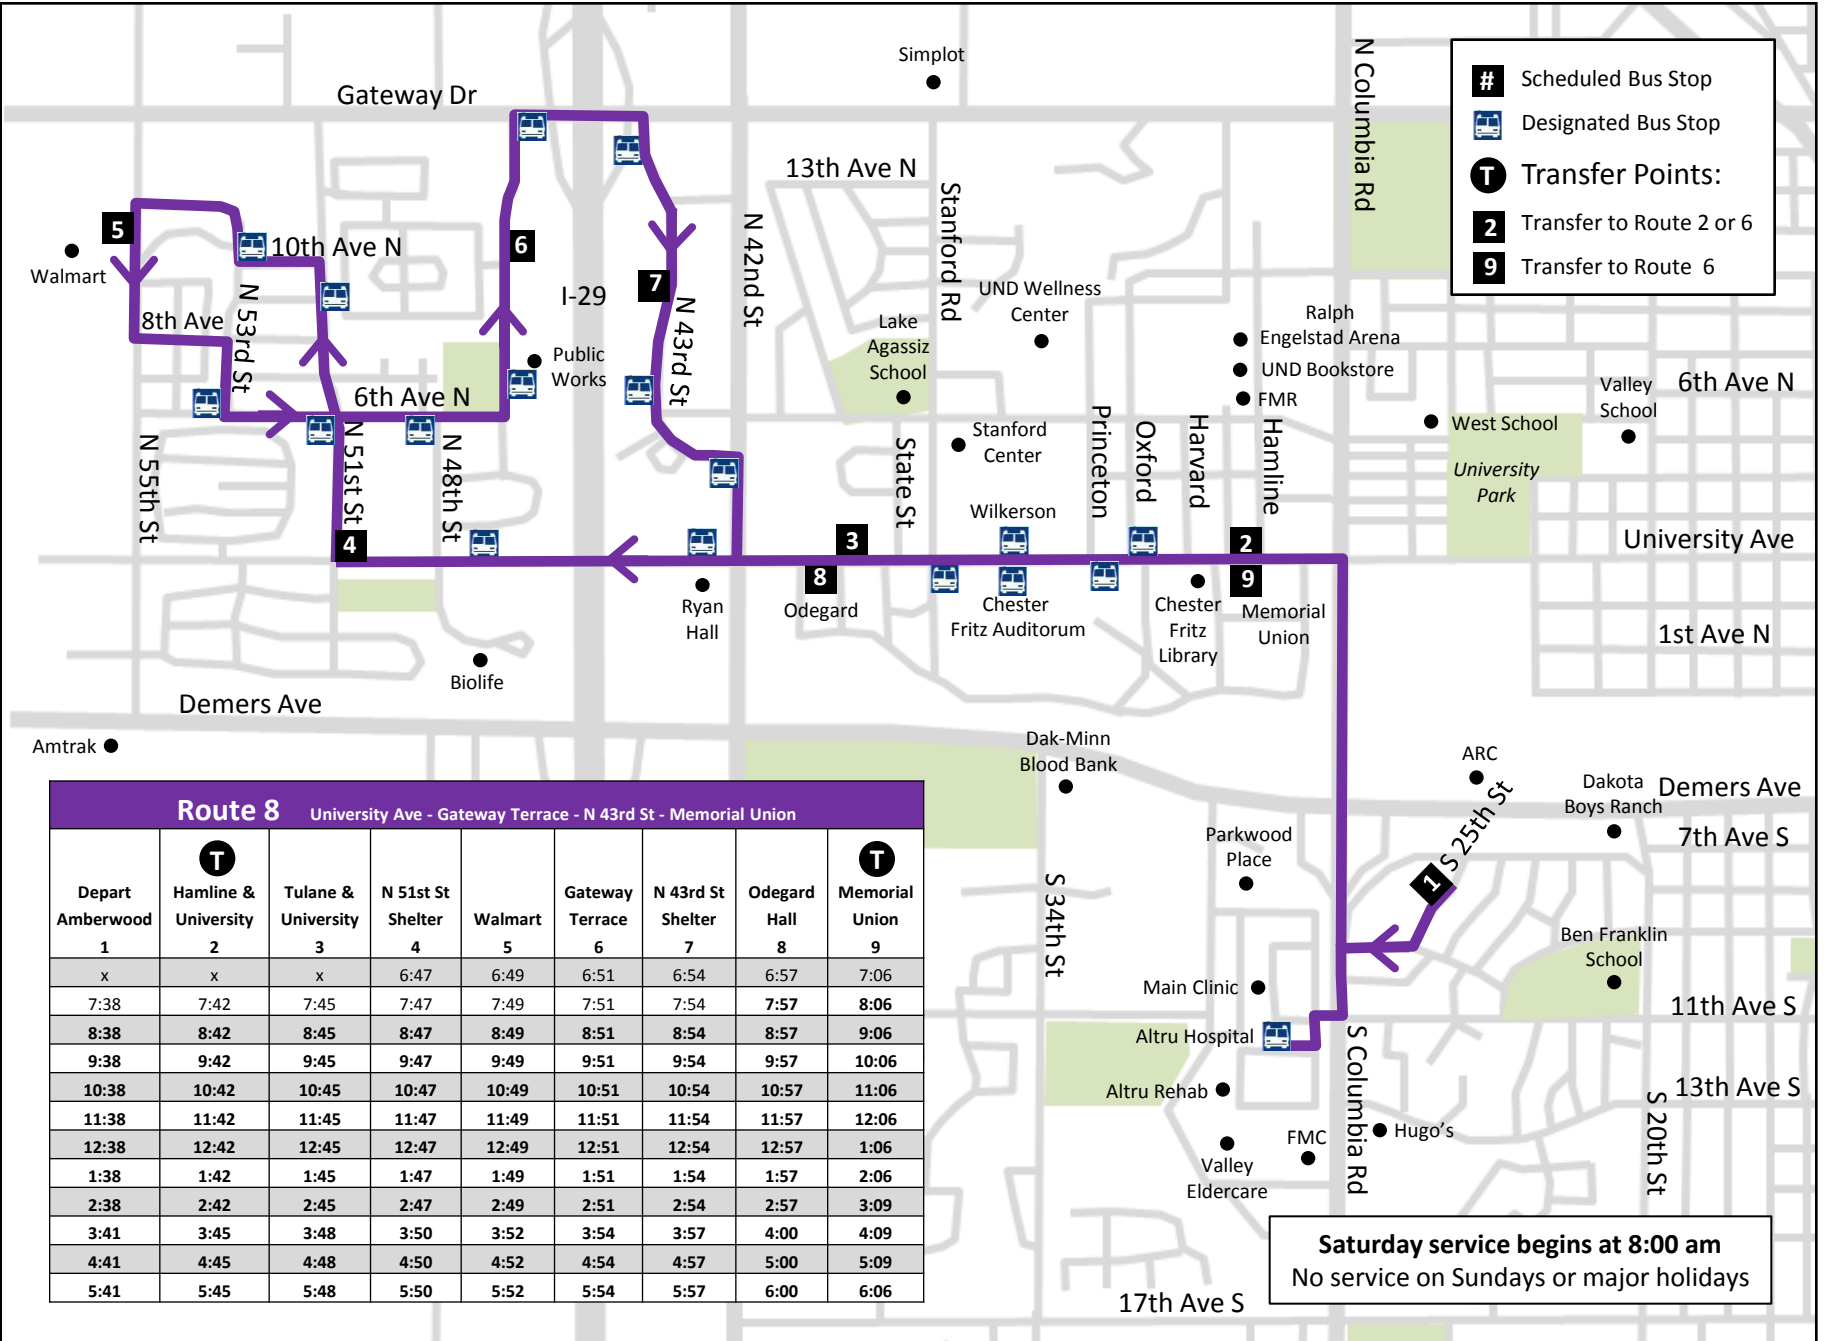 Simplot
Gateway Dr
13th Ave N
N Columbia Rd
# Scheduled Bus Stop
Designated Bus Stop
T Transfer Points:
2 Transfer to Route 2 or 6
9 Transfer to Route 6
5
Walmart
10th Ave N
6
I-29
7
N 42nd St
Stanford Rd
8th Ave
N 53rd St
N 43rd St
Public
Works
6th Ave N
Lake
Agassiz
School
UND Wellness
Center
Ralph
Engelstad Arena
UND Bookstore
FMR
Valley
School
6th Ave N
West School
University
Park
N 55th St
N 51st St
N 48th St
State St
Stanford
Center
Princeton
Oxford
Harvard
Hamline
Wilkerson
University Ave
4
3
2
8
9
Ryan
Hall
Odegard
Chester
Fritz Auditorium
Chester
Fritz
Library
Memorial
Union
1st Ave N
Biolife
Demers Ave
Amtrak
Dak-Minn
Blood Bank
ARC
S 25th St
1
Dakota
Boys Ranch
Demers Ave
7th Ave S
Parkwood
Place
S 34th St
Ben Franklin
School
Main Clinic
11th Ave S
Altru Hospital
S Columbia Rd
Altru Rehab
13th Ave S
S 20th St
FMC
Hugo's
Valley
Eldercare
17th Ave S
Route 8 University Ave - Gateway Terrace - N 43rd St - Memorial Union
T T
Depart Hamline & Tulane & N 51st St Gateway N 43rd St Odegard Memorial
Amberwood University University Shelter Walmart Terrace Shelter Hall Union
1 2 3 4 5 6 7 8 9
x x x 6:47 6:49 6:51 6:54 6:57 7:06
7:38 7:42 7:45 7:47 7:49 7:51 7:54 7:57 8:06
8:38 8:42 8:45 8:47 8:49 8:51 8:54 8:57 9:06
9:38 9:42 9:45 9:47 9:49 9:51 9:54 9:57 10:06
10:38 10:42 10:45 10:47 10:49 10:51 10:54 10:57 11:06
11:38 11:42 11:45 11:47 11:49 11:51 11:54 11:57 12:06
12:38 12:42 12:45 12:47 12:49 12:51 12:54 12:57 1:06
1:38 1:42 1:45 1:47 1:49 1:51 1:54 1:57 2:06
2:38 2:42 2:45 2:47 2:49 2:51 2:54 2:57 3:09
3:41 3:45 3:48 3:50 3:52 3:54 3:57 4:00 4:09
4:41 4:45 4:48 4:50 4:52 4:54 4:57 5:00 5:09
5:41 5:45 5:48 5:50 5:52 5:54 5:57 6:00 6:06
Saturday service begins at 8:00 am
No service on Sundays or major holidays